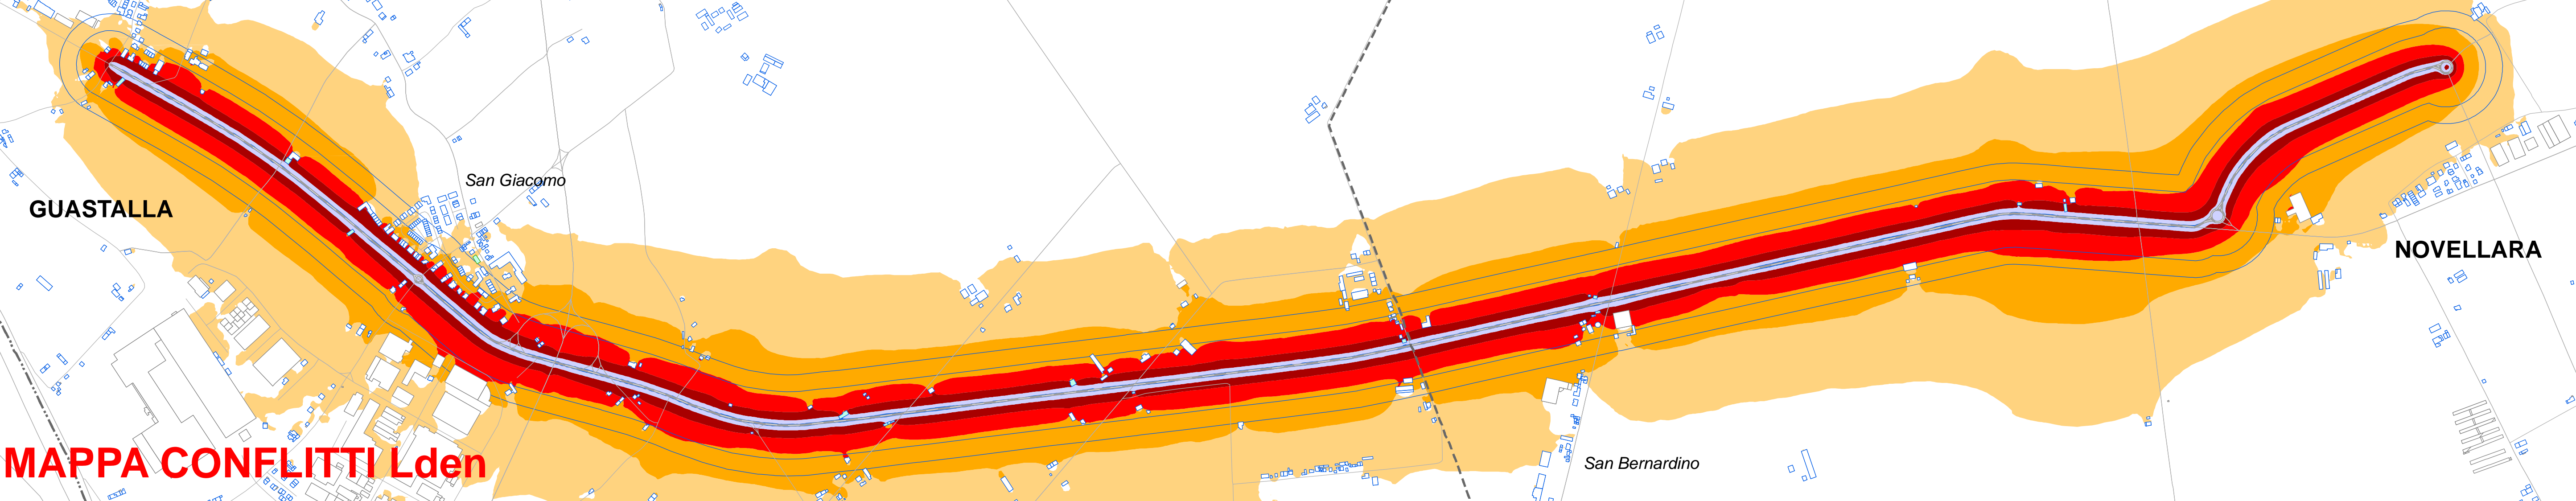 San Giacomo
GUASTALLA
NOVELLARA
MAPPA CONFLITTI Lden
San Bernardino